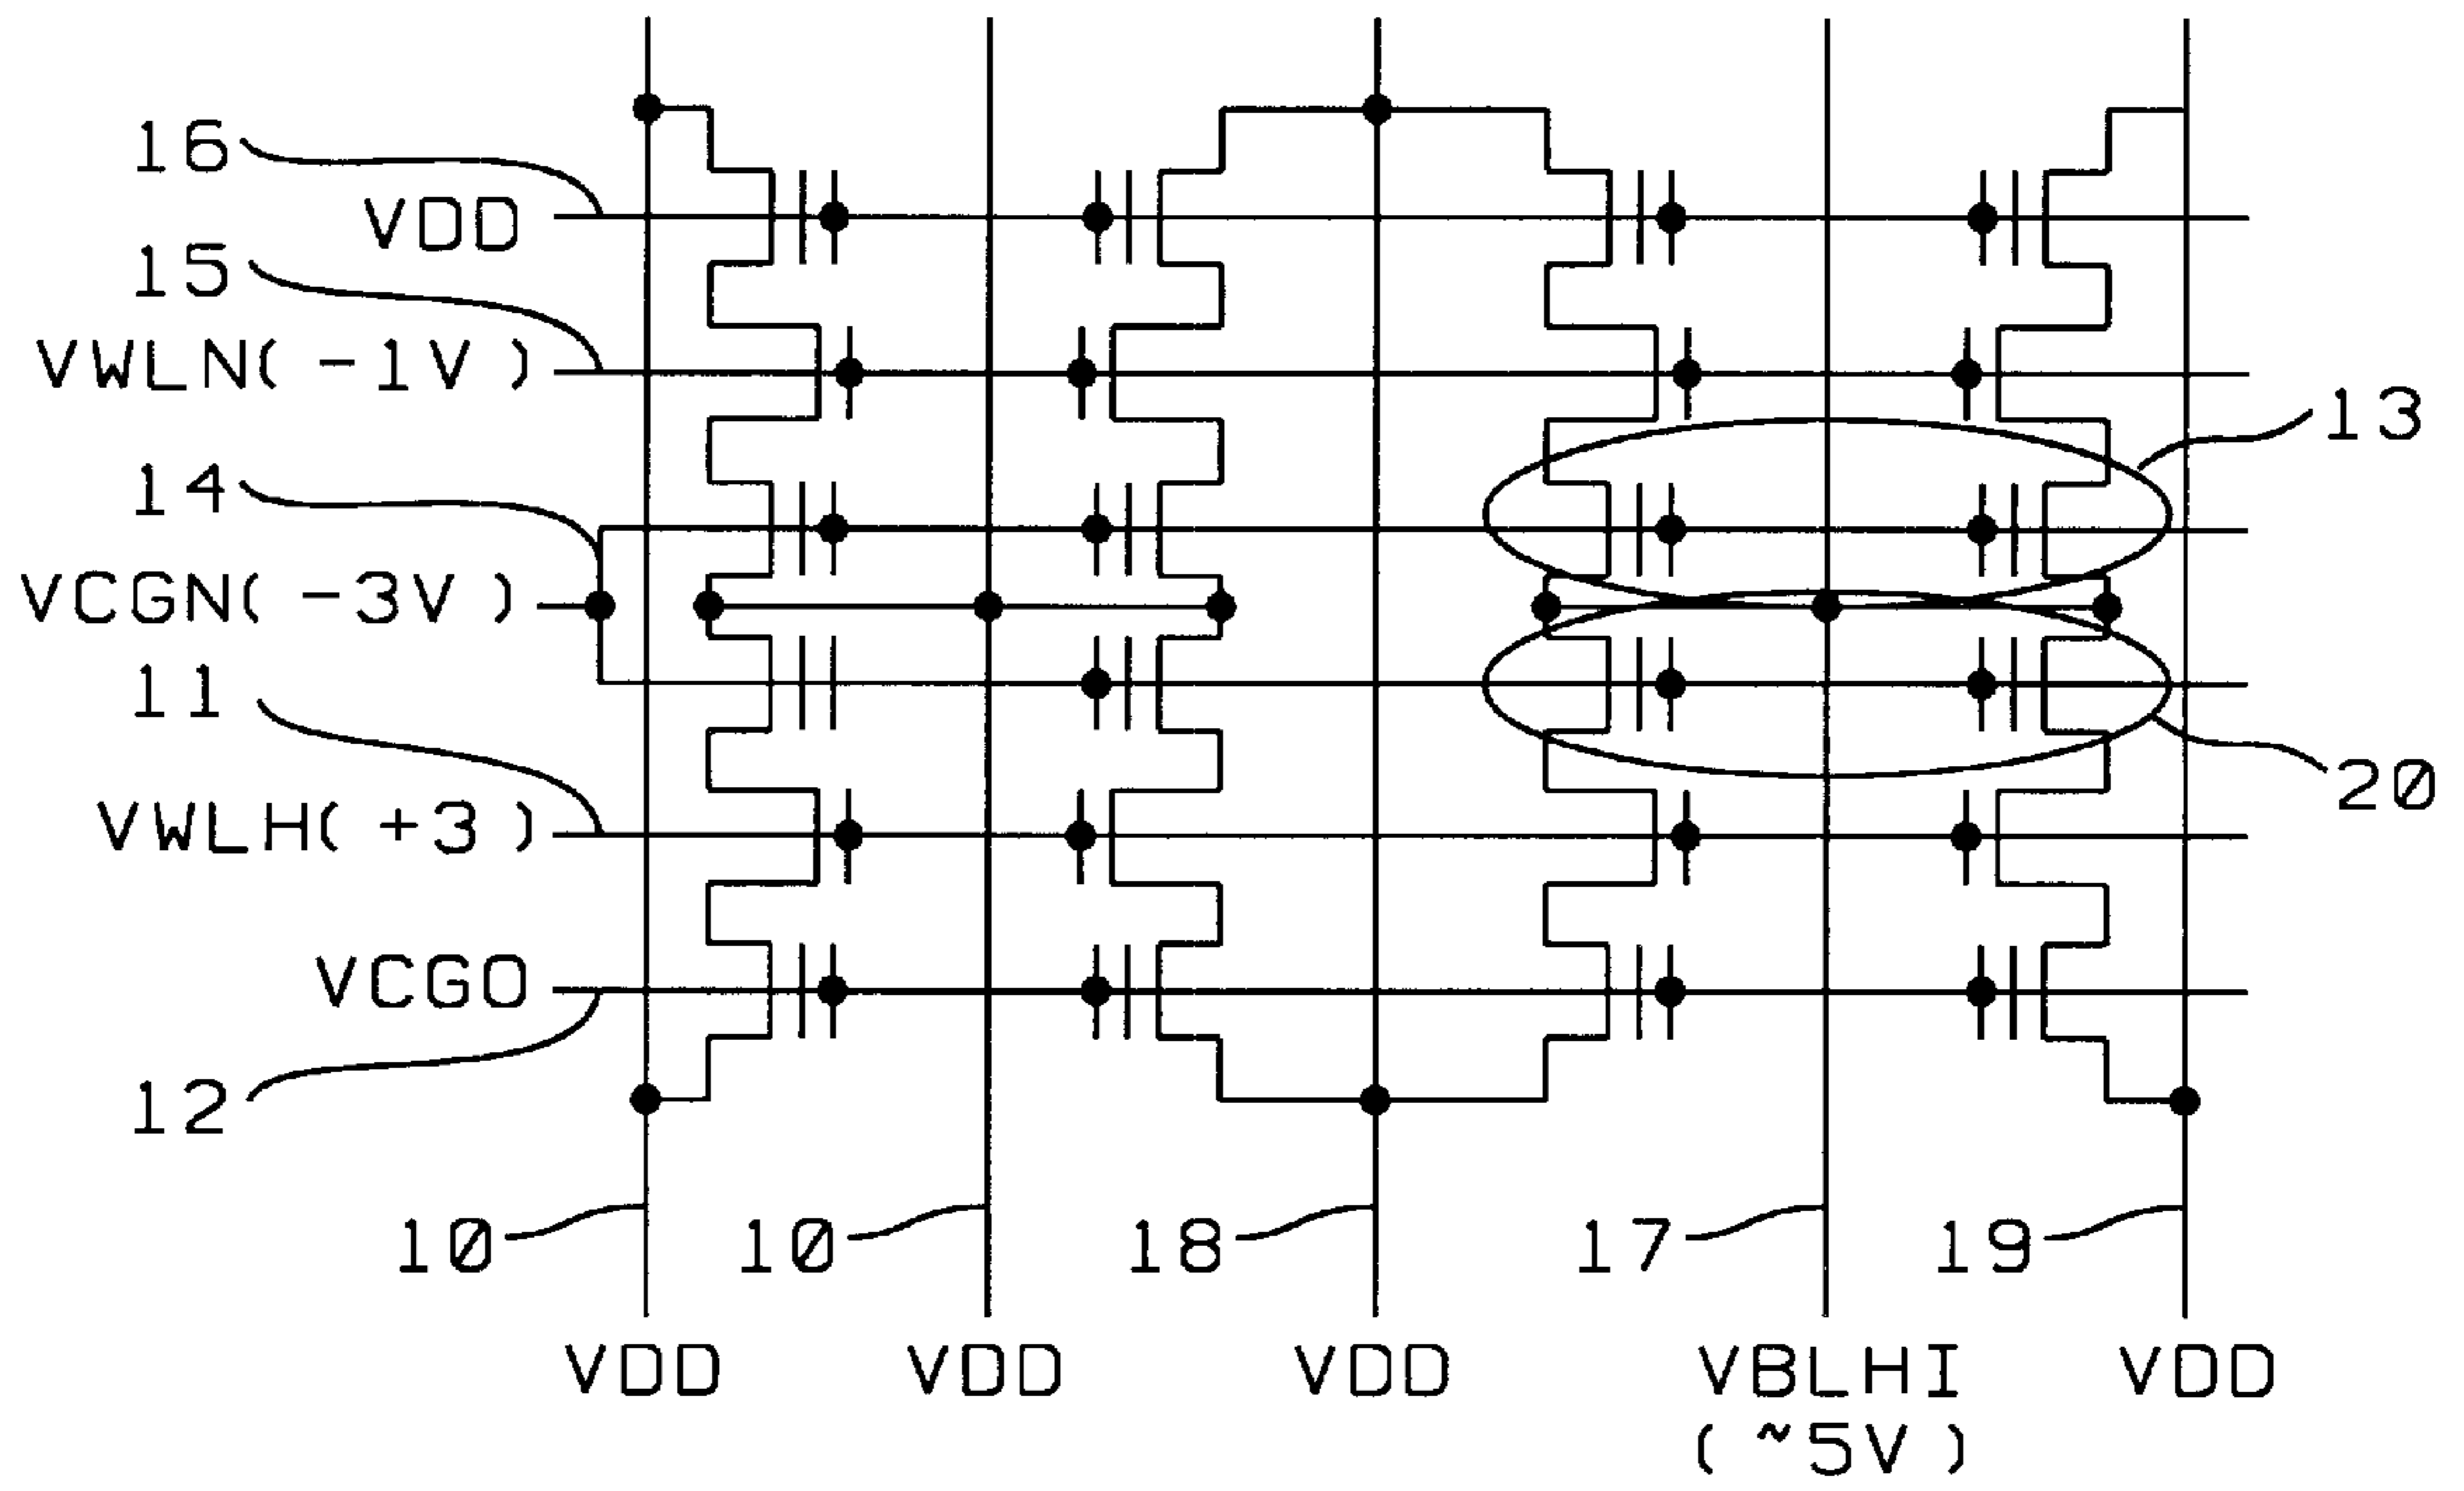 16
VDD
15
VWLN( -1V )
13
14
VCGN( -3V )
11
20
VWLH( +3 )
VCGO
12
10
10
18
17
19
VDD
VDD
VDD
VBLHI
( ~5V )
VDD